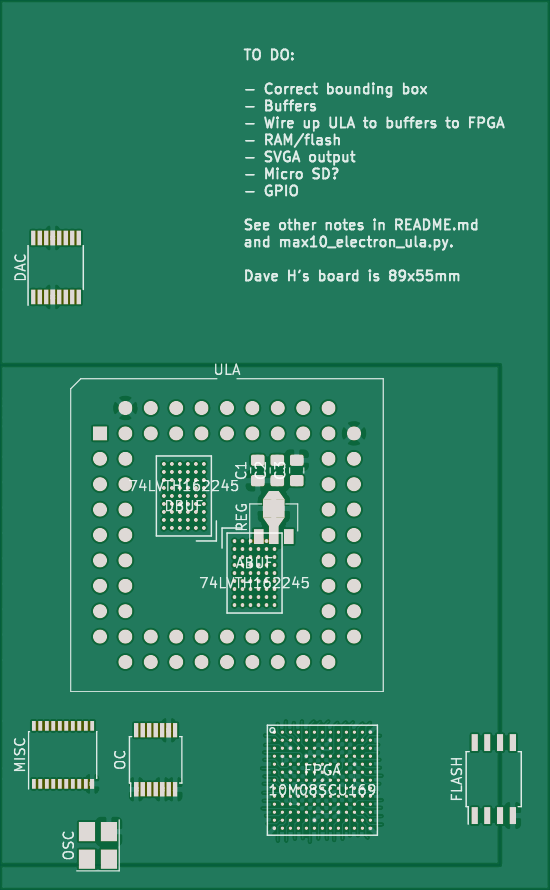 TO DO:
— Correct bounding box
— Buffers
— Wire up ULA to buffers to FPGA
— RAM/flash
— SVGA output
— Micro SD?
— GPIO
See other notes in README.md
and max10_electron_ula.py.
Dave H's board is 89x55mm
DAC
ULA
C1
74LVTH162245
DBUF
REG
ABUF
74LVTH162245
MISC
OC
FPGA
10M08SCU169
FLASH
OSC